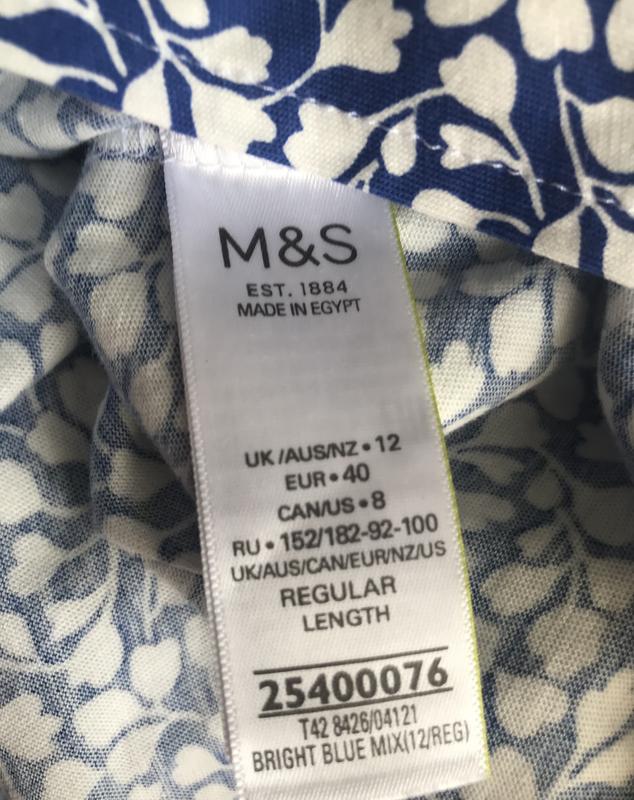 M&S
EST. 1884
MADE IN EGYPT
UK/AUS/NZ • 12
EUR • 40
CAN/US • 8
RU • 152/182-92-100
UK/AUS/CAN/EUR/NZ/US
REGULAR
LENGTH
25400076
T42 8426/04121
BRIGHT BLUE MIX(12/REG)